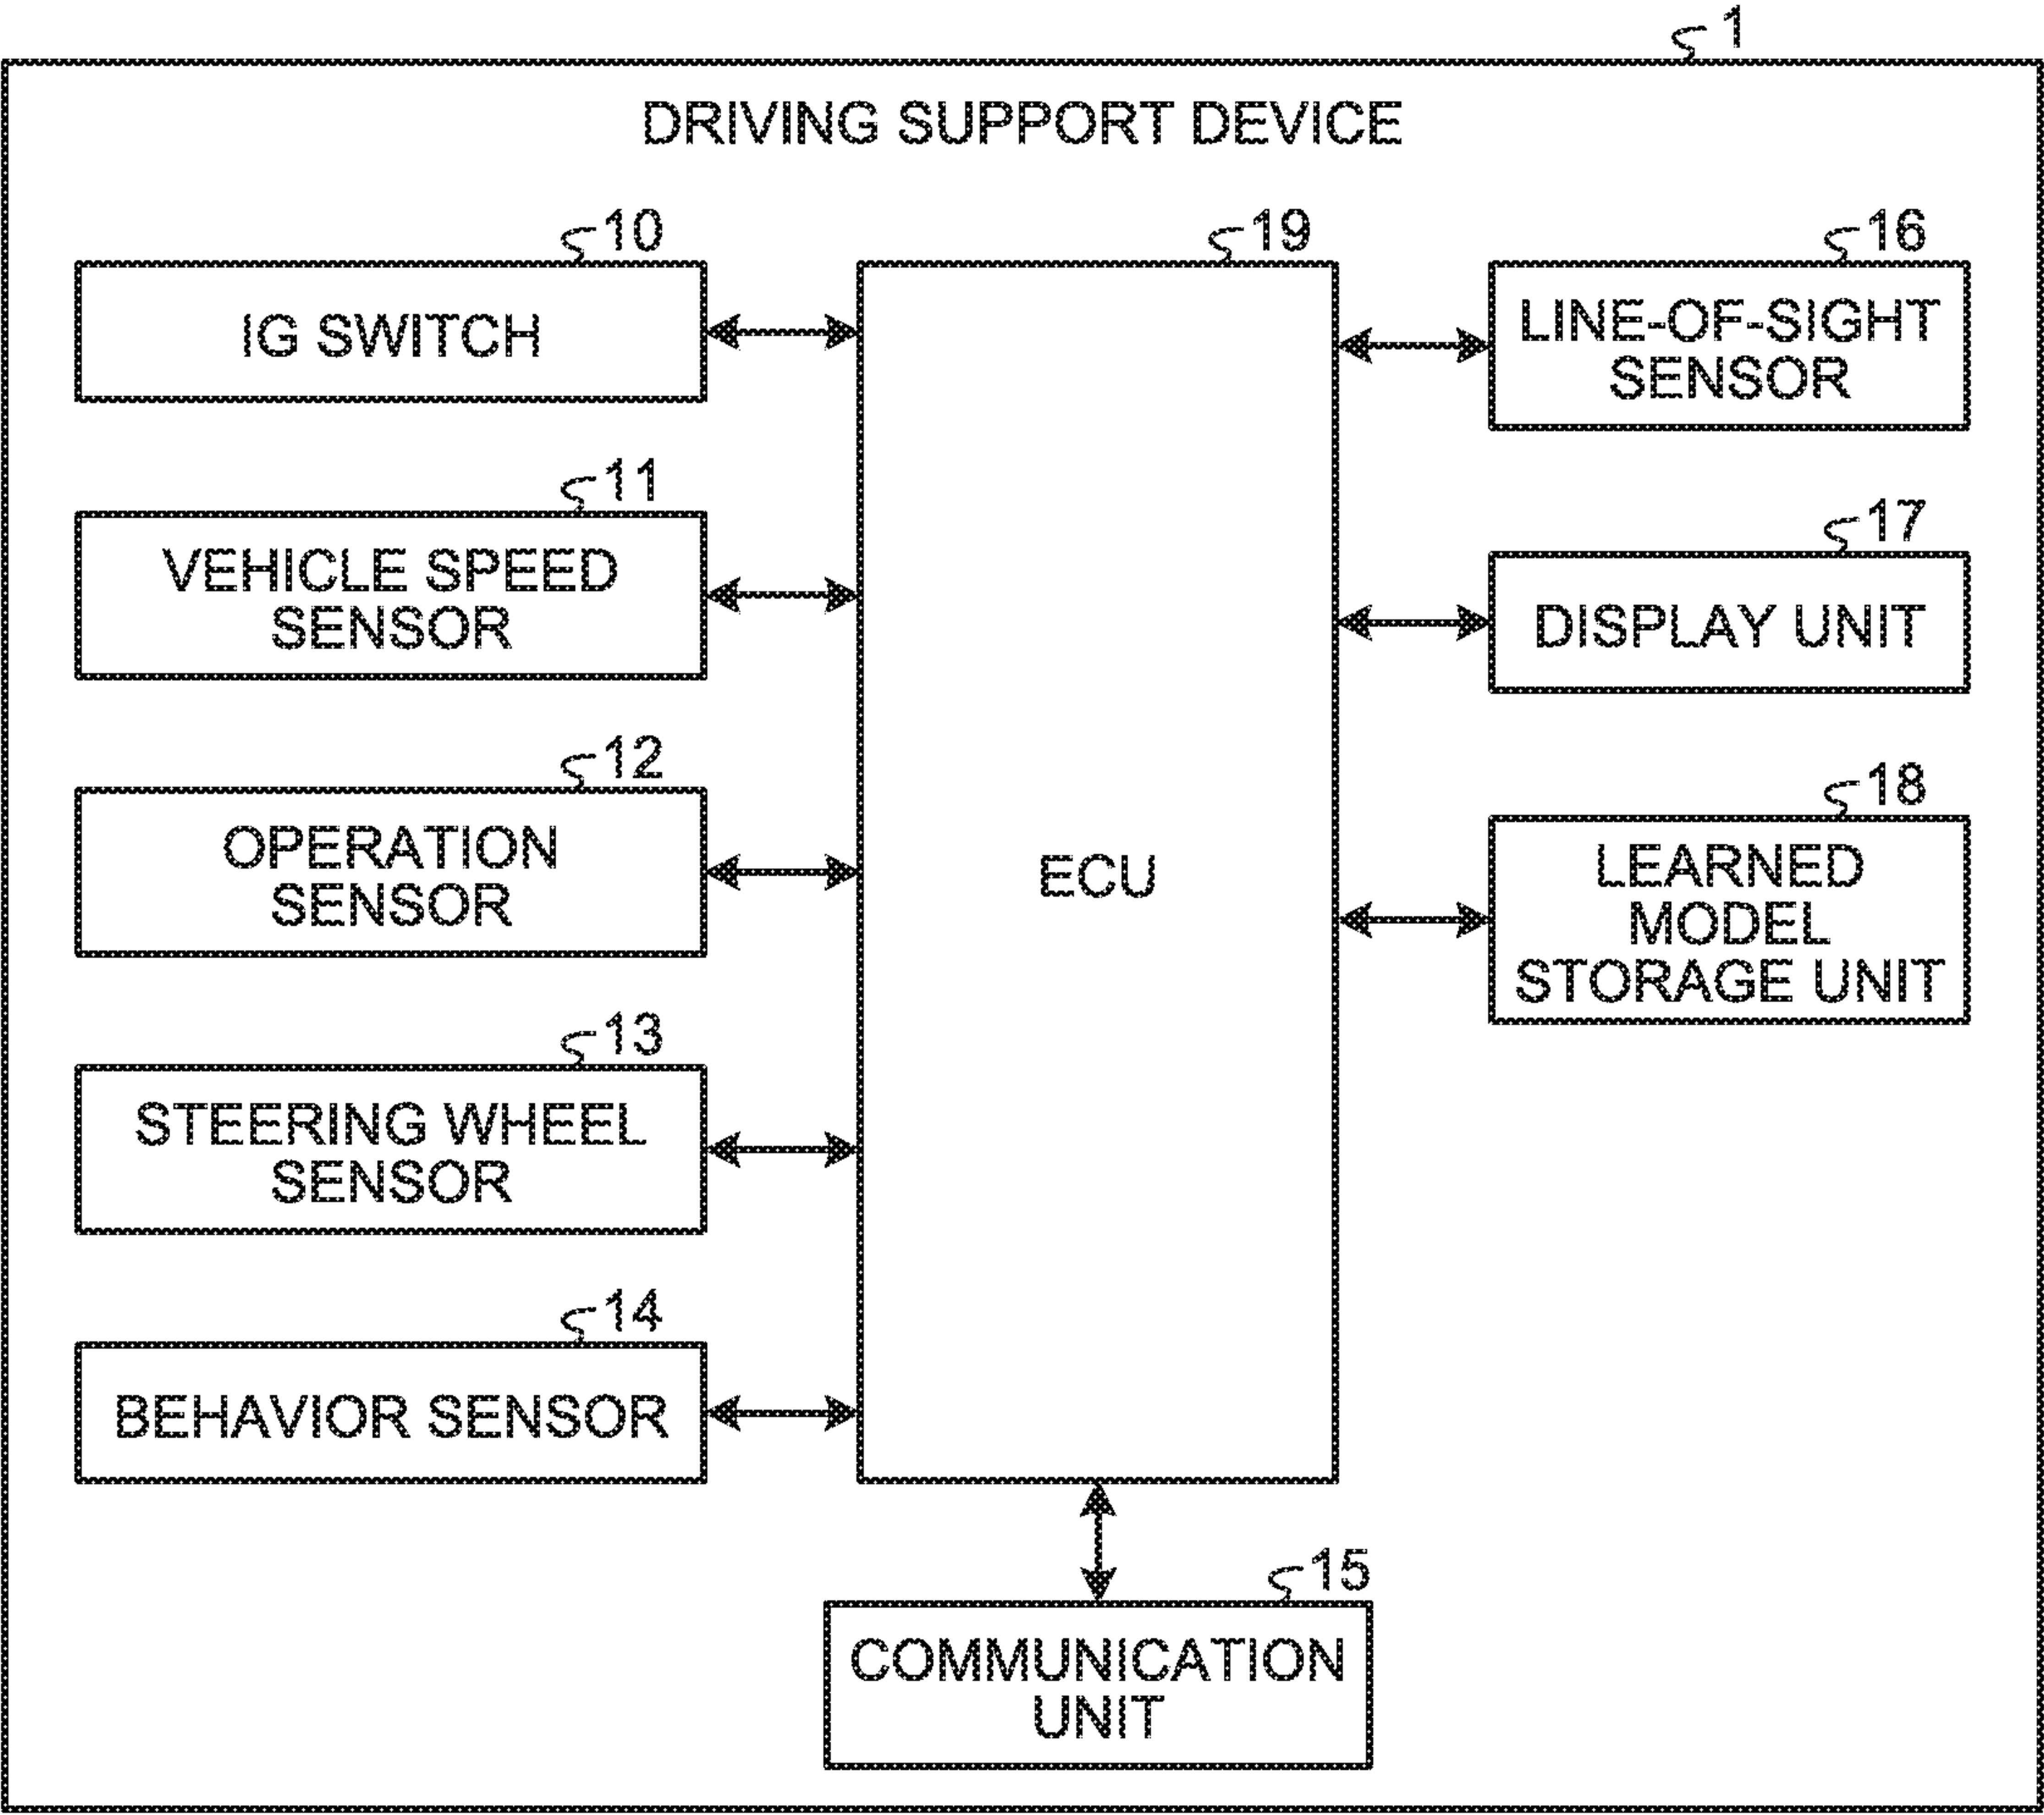 1
DRIVING SUPPORT DEVICE
10
IG SWITCH
11
VEHICLE SPEED
SENSOR
12
OPERATION
SENSOR
13
STEERING WHEEL
SENSOR
14
BEHAVIOR SENSOR
19
ECU
15
COMMUNICATION
UNIT
16
LINE-OF-SIGHT
SENSOR
17
DISPLAY UNIT
18
LEARNED
MODEL
STORAGE UNIT